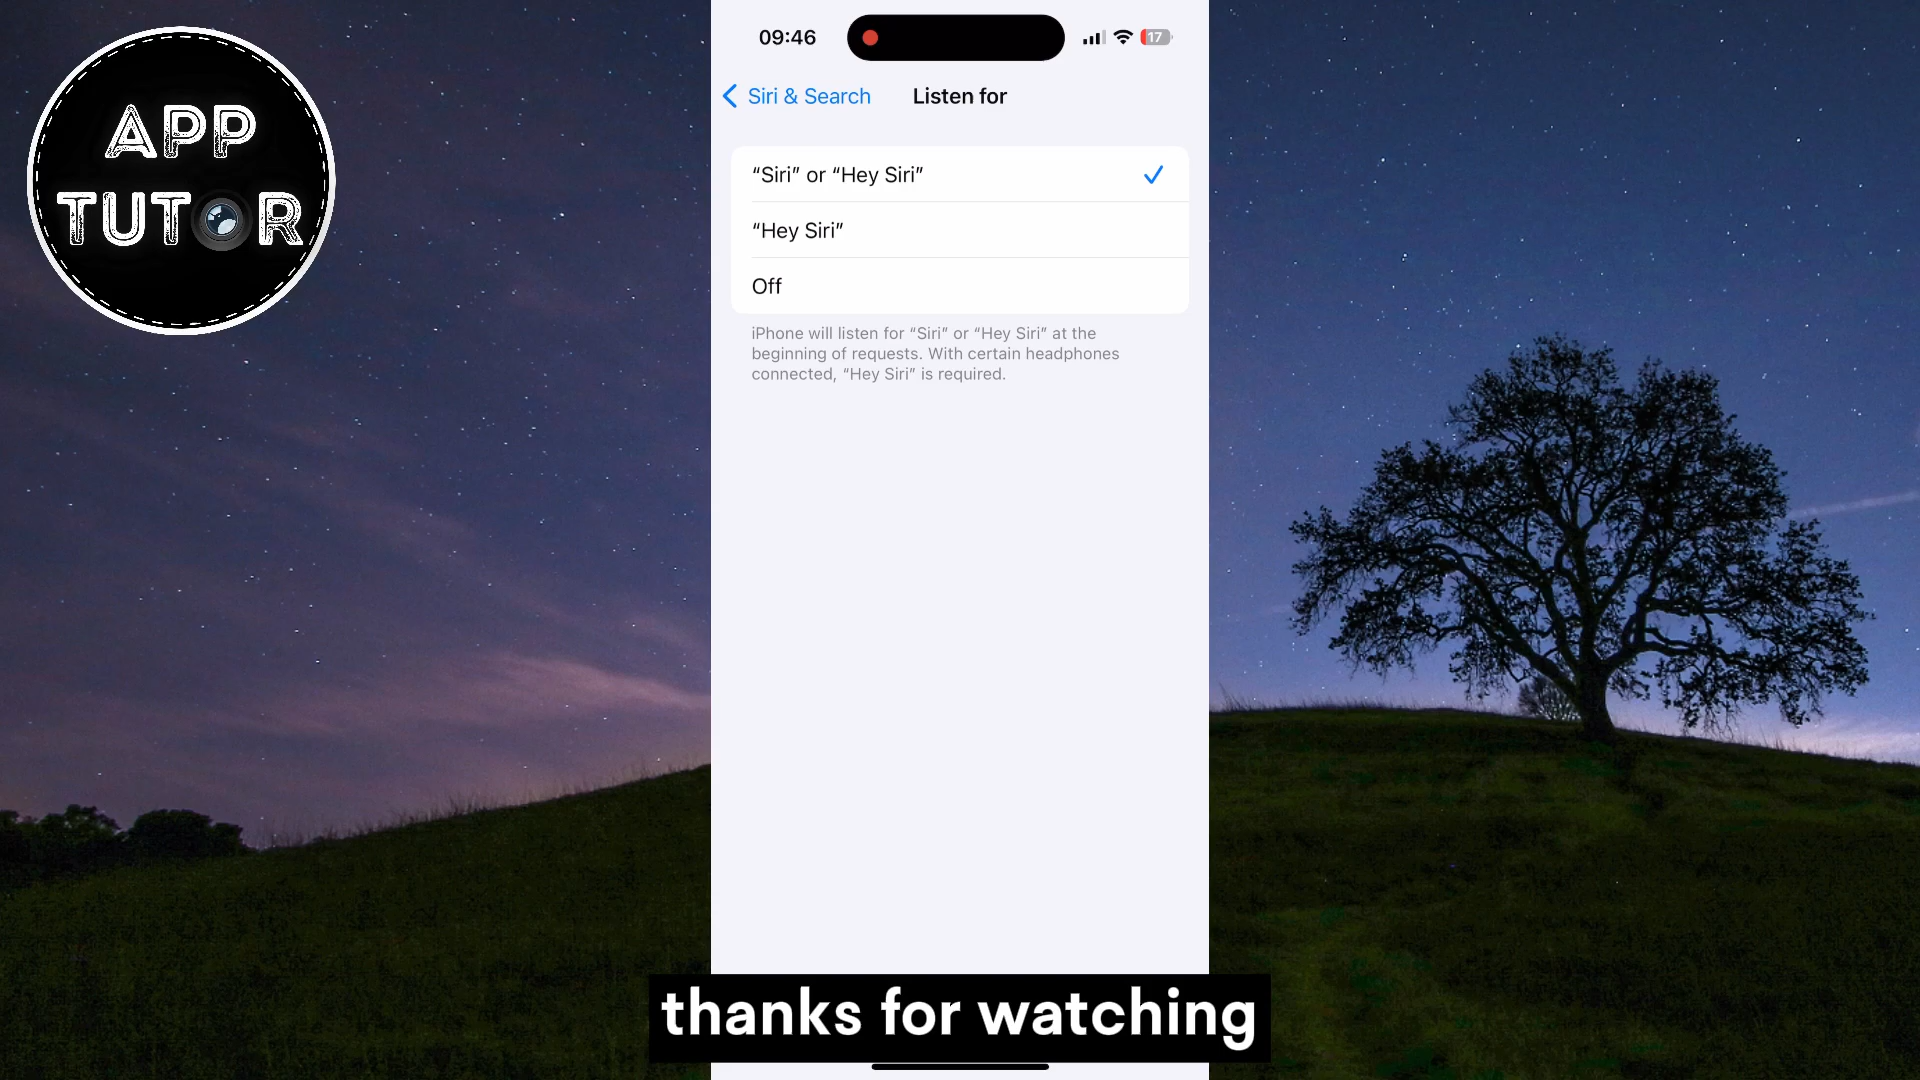 APP
TUTOR
09:46
17
Siri & Search
Listen for
“Siri” or “Hey Siri”
“Hey Siri”
Off
iPhone will listen for “Siri” or “Hey Siri” at the
beginning of requests. With certain headphones
connected, “Hey Siri” is required.
thanks for watching